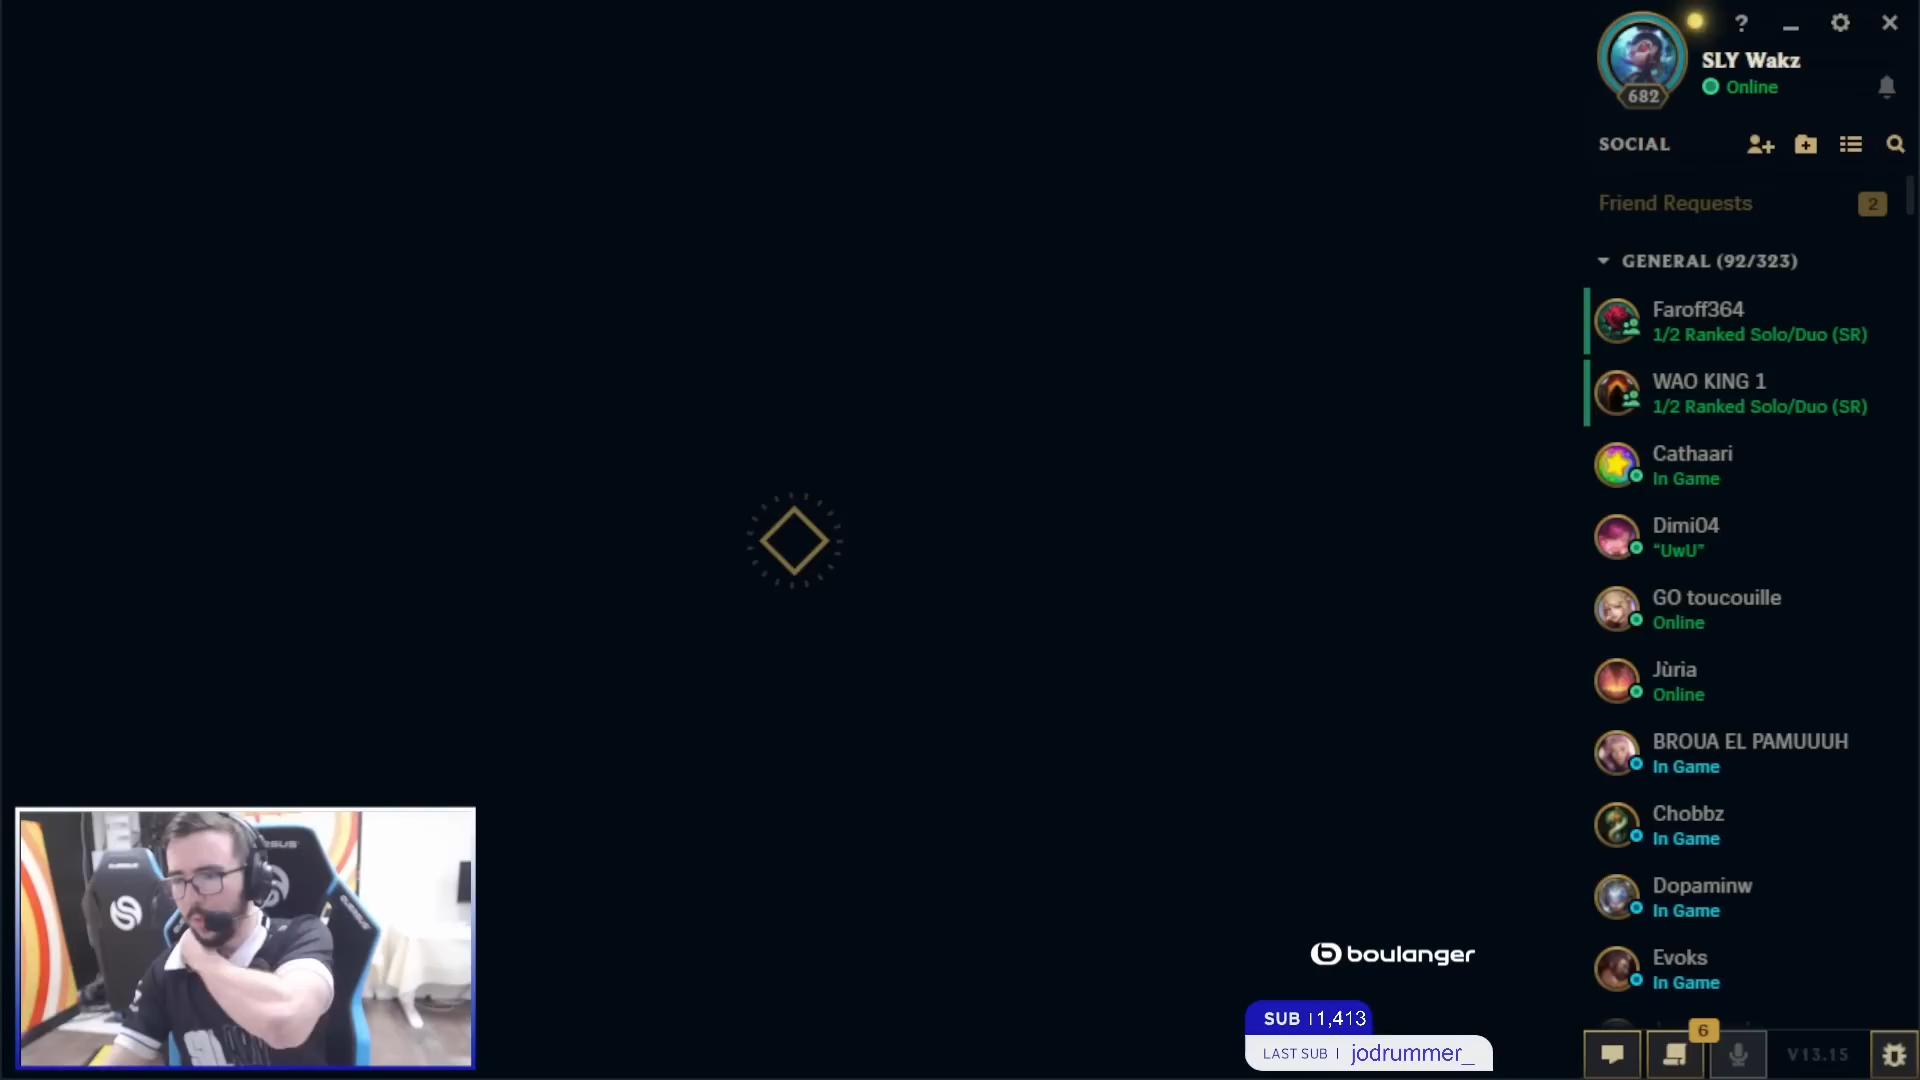 SLY Wakz
682
Online
SOCIAL
Friend Requests
2
GENERAL (92/323)
Faroff364
1/2 Ranked Solo/Duo (SR)
WAO KING 1
1/2 Ranked Solo/Duo (SR)
Cathaari
In Game
Dimi04
“UwU”
GO toucouille
Online
Jùria
Online
BROUA EL PAMUUUH
In Game
Chobbz
In Game
Dopaminw
In Game
Evoks
In Game
6
V13.15
boulanger
SUB | 1,413
LAST SUB | jodrummer_